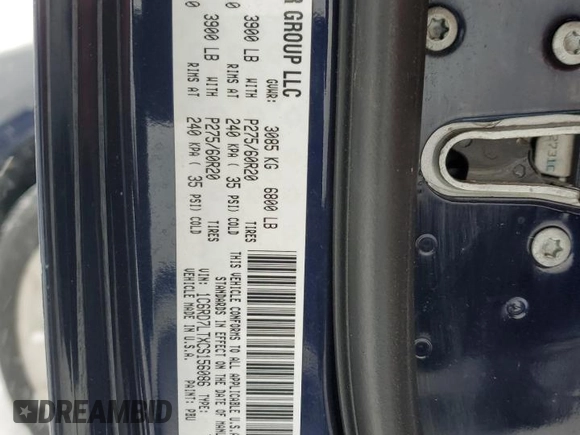 R GROUP LLC
GVWR: 3085 KG 6800 LB
3900 LB WITH P275/60R20 TIRES
RIMS AT 240 KPA ( 35 PSI) COLD
3900 LB WITH P275/60R20 TIRES
RIMS AT 240 KPA ( 35 PSI) COLD
THIS VEHICLE CONFORMS TO ALL APPLICABLE
STANDARDS IN EFFECT ON THE DATE OF MANU
VIN: 1C6RD7LTXCS156086 TYPE:
VEHICLE MADE IN U.S.A. PAINT: PBU
DREAMBID